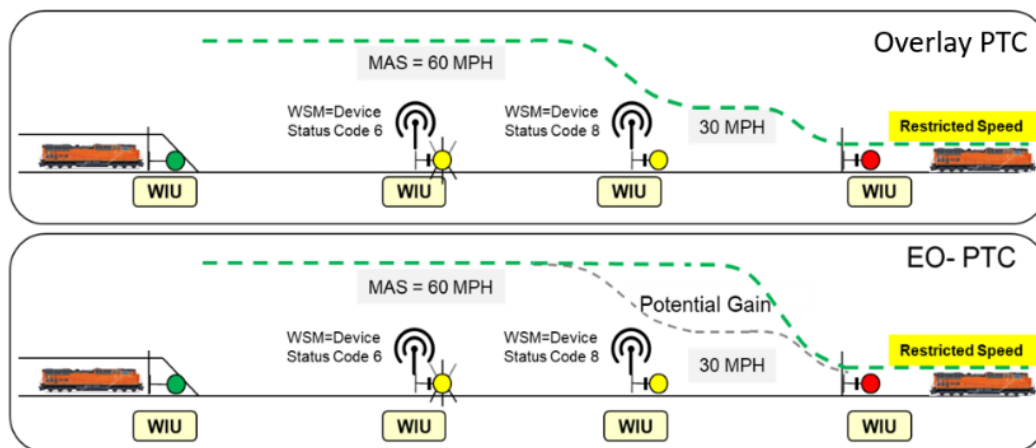 Overlay PTC
MAS = 60 MPH
WSM=Device
Status Code 6
WSM=Device
Status Code 8
30 MPH
Restricted Speed
WIU
WIU
WIU
WIU
EO- PTC
MAS = 60 MPH
Potential Gain
WSM=Device
Status Code 6
WSM=Device
Status Code 8
30 MPH
Restricted Speed
WIU
WIU
WIU
WIU